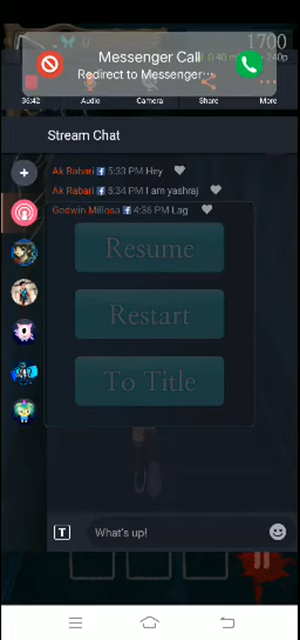 0
1700
Messenger Call
0.40 m
240p
Redirect to Messenger...
36:42
Audio
Camera
Share
More
Stream Chat
Ak Rabari 5:33 PM Hey
Ak Rabari 5:34 PM I am yashraj
Godwin Millosa 4:36 PM Lag
Resume
Restart
To Title
T
What's up!